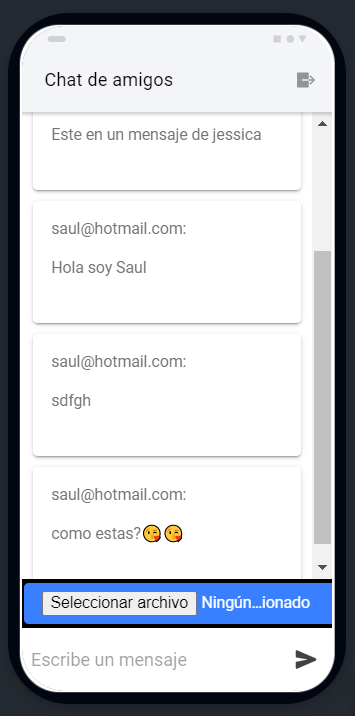 Chat de amigos
Este en un mensaje de jessica
saul@hotmail.com:
Hola soy Saul
saul@hotmail.com:
sdfgh
saul@hotmail.com:
como estas?😘😘
Seleccionar archivo Ningún...ionado
Escribe un mensaje